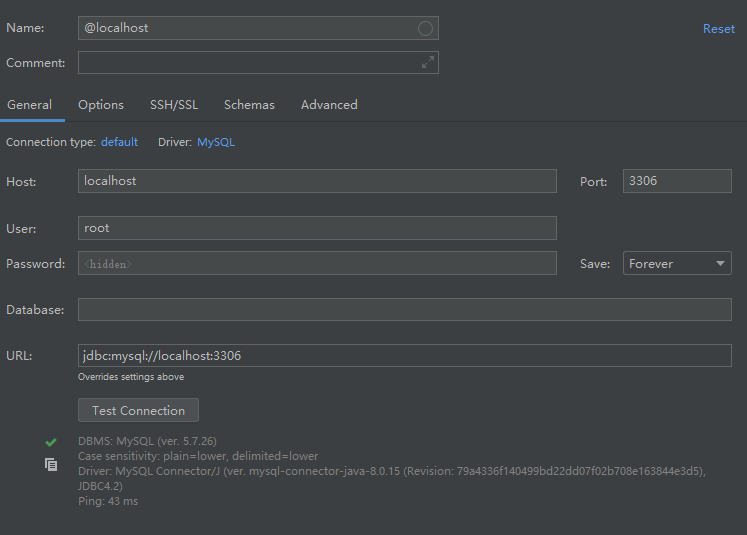 Name: @localhost
Reset
Comment:
General Options SSH/SSL Schemas Advanced
Connection type: default Driver: MySQL
Host: localhost Port: 3306
User: root
Password: <hidden> Save: Forever
Database:
URL: jdbc:mysql://localhost:3306
Overrides settings above
Test Connection
DBMS: MySQL (ver. 5.7.26)
Case sensitivity: plain=lower, delimited=lower
Driver: MySQL Connector/J (ver. mysql-connector-java-8.0.15 (Revision: 79a4336f140499bd22dd07f02b708e163844e3d5),
JDBC4.2)
Ping: 43 ms